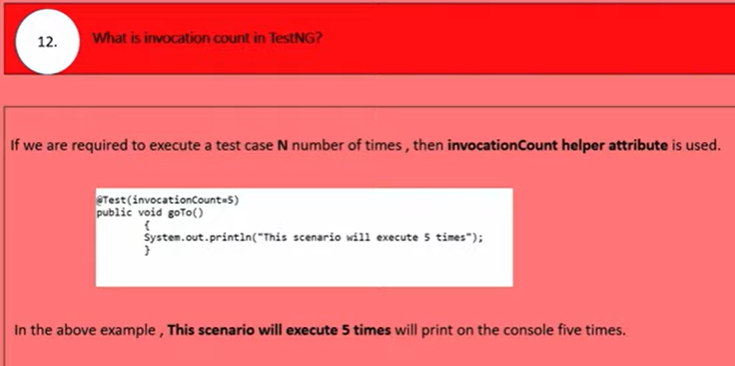 12.
What is invocation count in TestNG?
If we are required to execute a test case N number of times , then invocationCount helper attribute is used.
@Test(invocationCount=5)
public void goTo()
{
System.out.println("This scenario will execute 5 times");
}
In the above example , This scenario will execute 5 times will print on the console five times.